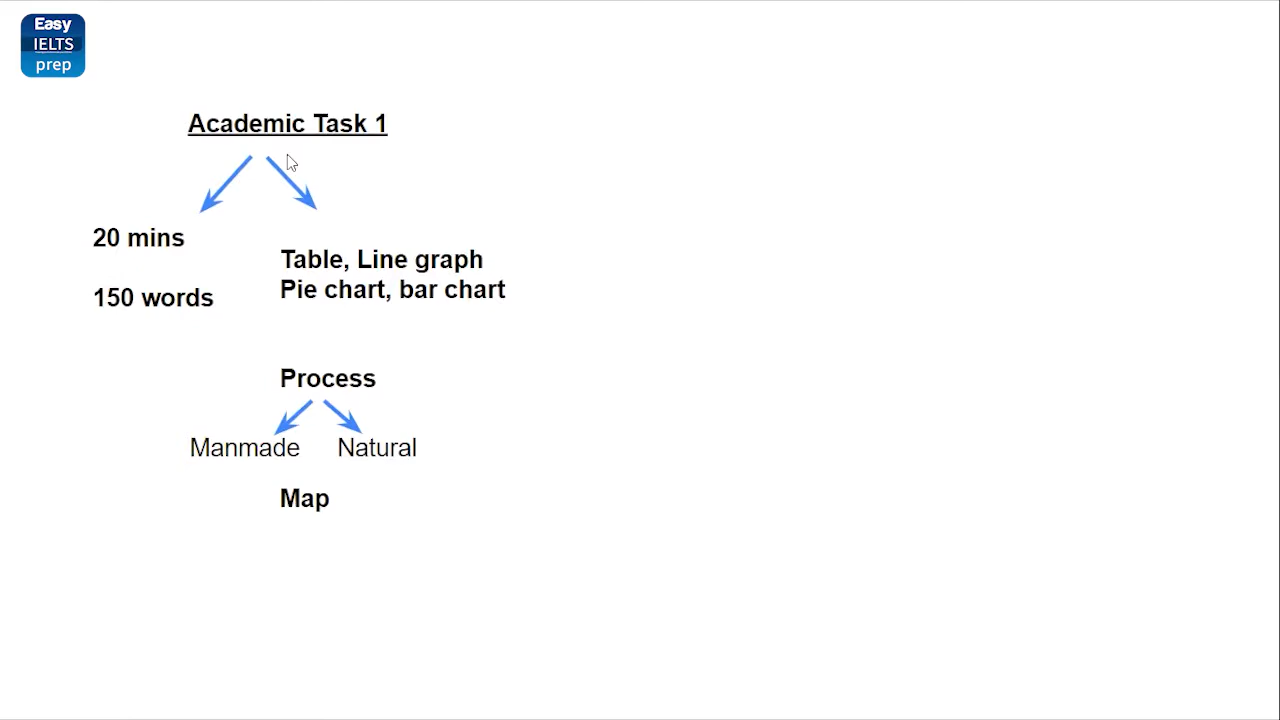 Easy
IELTS
prep
Academic Task 1
20 mins
150 words
Table, Line graph
Pie chart, bar chart
Process
Manmade Natural
Map